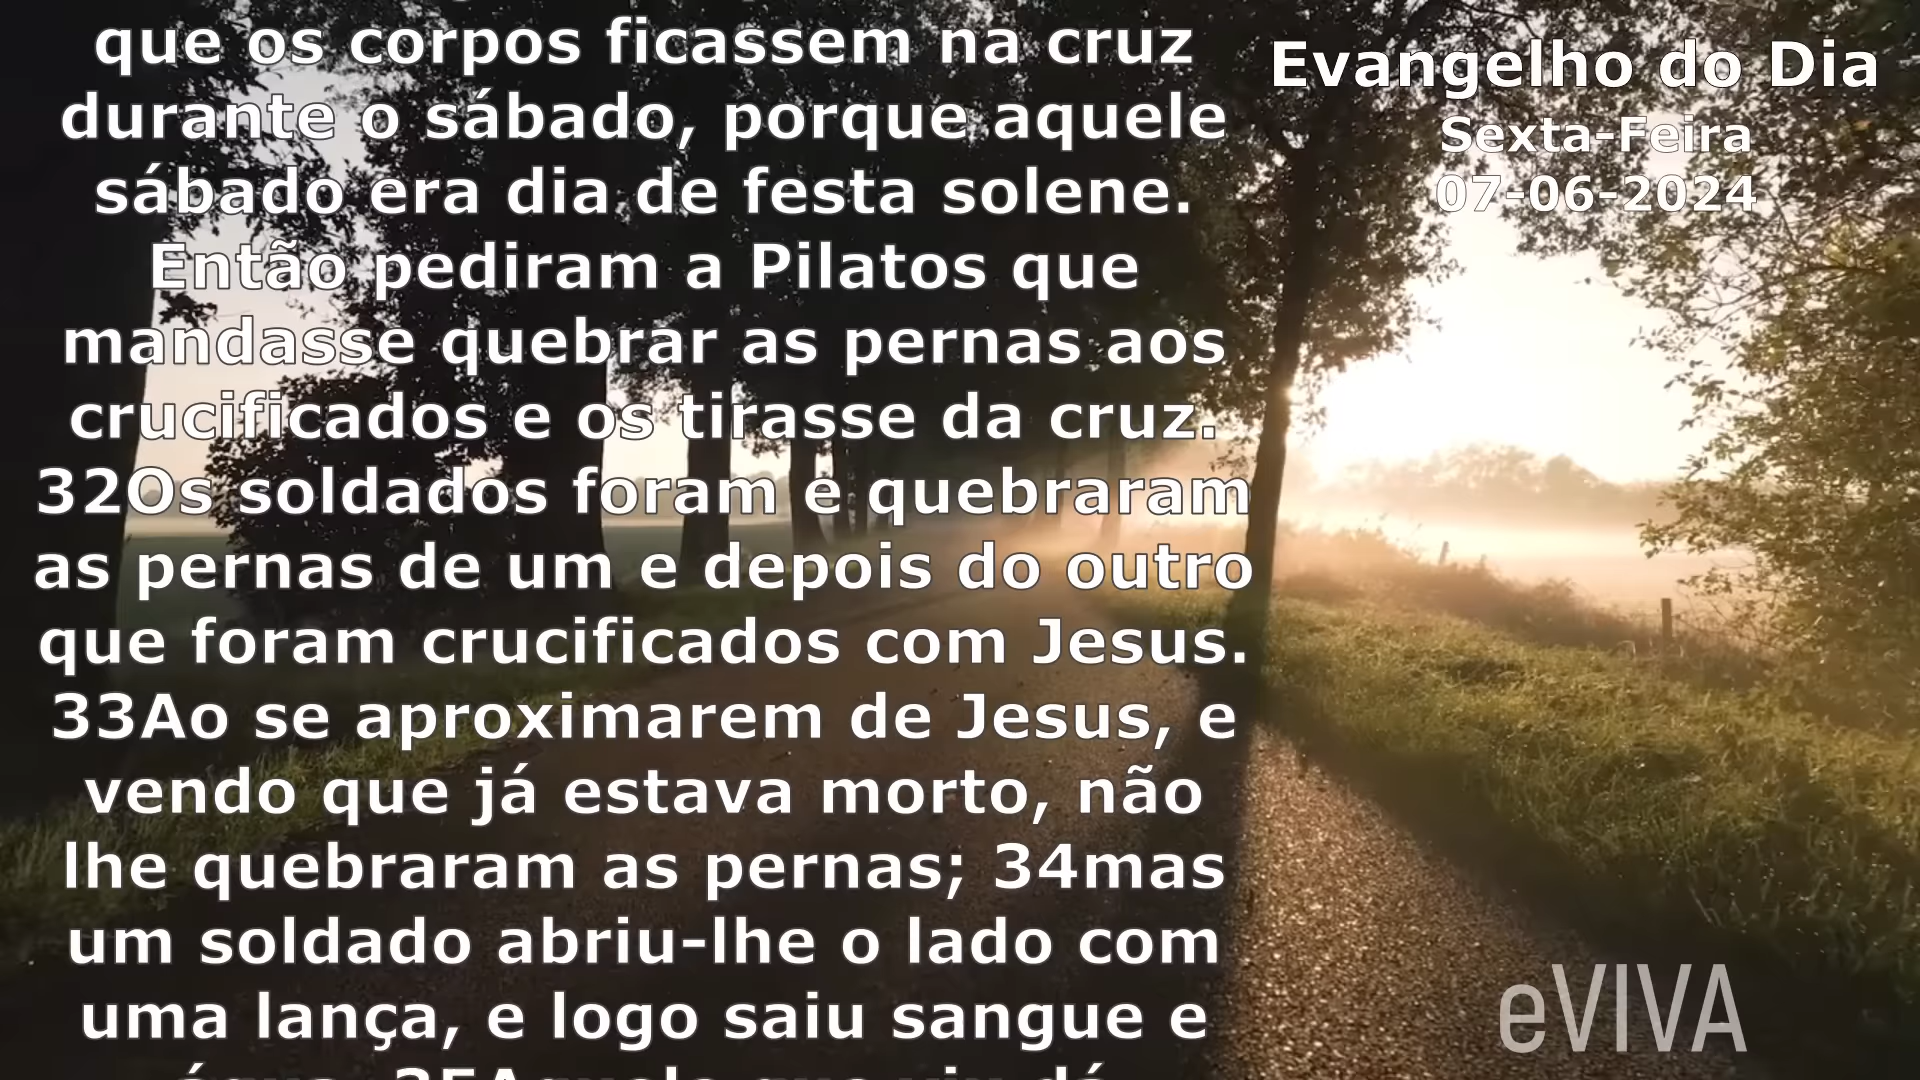 que os corpos ficassem na cruz
durante o sábado, porque aquele
sábado era dia de festa solene.
Então pediram a Pilatos que
mandasse quebrar as pernas aos
crucificados e os tirasse da cruz.
32Os soldados foram e quebraram
as pernas de um e depois do outro
que foram crucificados com Jesus.
33Ao se aproximarem de Jesus, e
vendo que já estava morto, não
lhe quebraram as pernas; 34mas
um soldado abriu-lhe o lado com
uma lança, e logo saiu sangue e
Evangelho do Dia
Sexta-Feira
07-06-2024
eVIVA